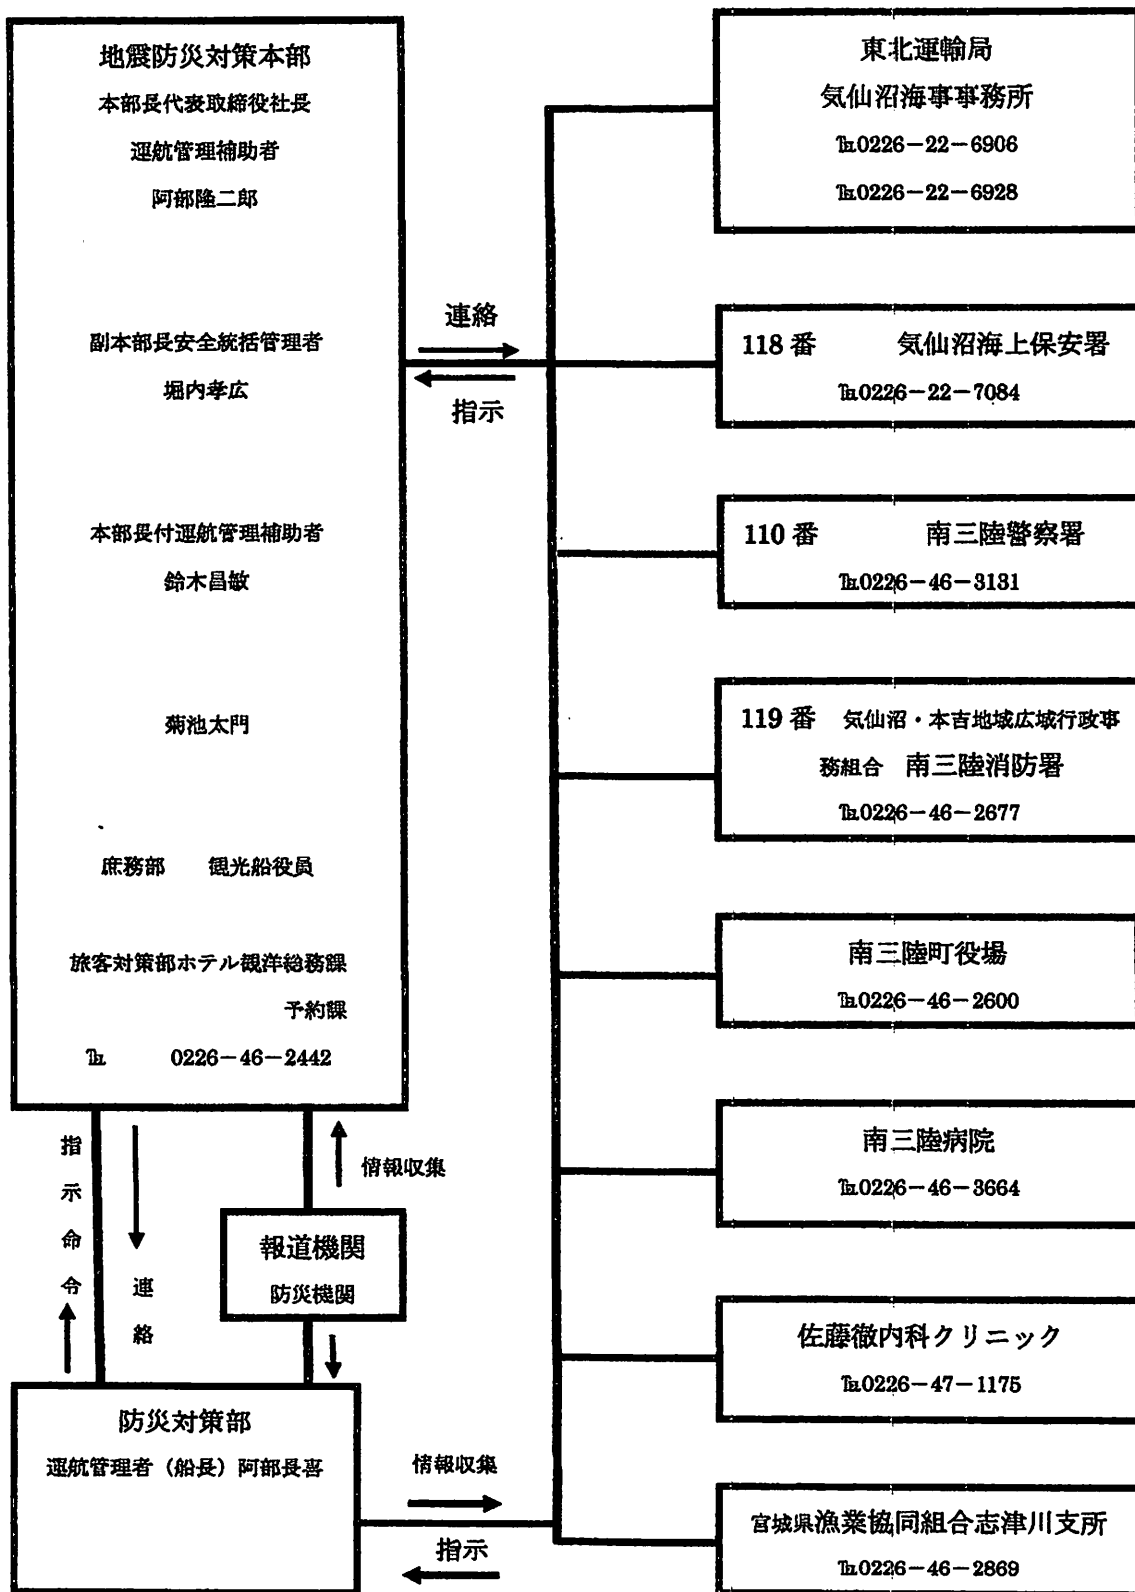 地震防災対策本部
本部長代表取締役社長
運航管理補助者
阿部隆二郎
副本部長安全統括管理者
堀内孝広
本部長付運航管理補助者
鈴木昌敏
菊池太門
庶務部 観光船役員
旅客対策部ホテル観洋総務課
予約課
℡ 0226-46-2442
連絡
指示
指示命令
連絡
情報収集
報道機関
防災機関
防災対策部
運航管理者（船長）阿部長喜
情報収集
指示
東北運輸局
気仙沼海事事務所
℡0226-22-6906
℡0226-22-6928
118番 気仙沼海上保安署
℡0226-22-7084
110番 南三陸警察署
℡0226-46-3131
119番 気仙沼・本吉地域広域行政事
務組合 南三陸消防署
℡0226-46-2677
南三陸町役場
℡0226-46-2600
南三陸病院
℡0226-46-3664
佐藤徹内科クリニック
℡0226-47-1175
宮城県漁業協同組合志津川支所
℡0226-46-2869